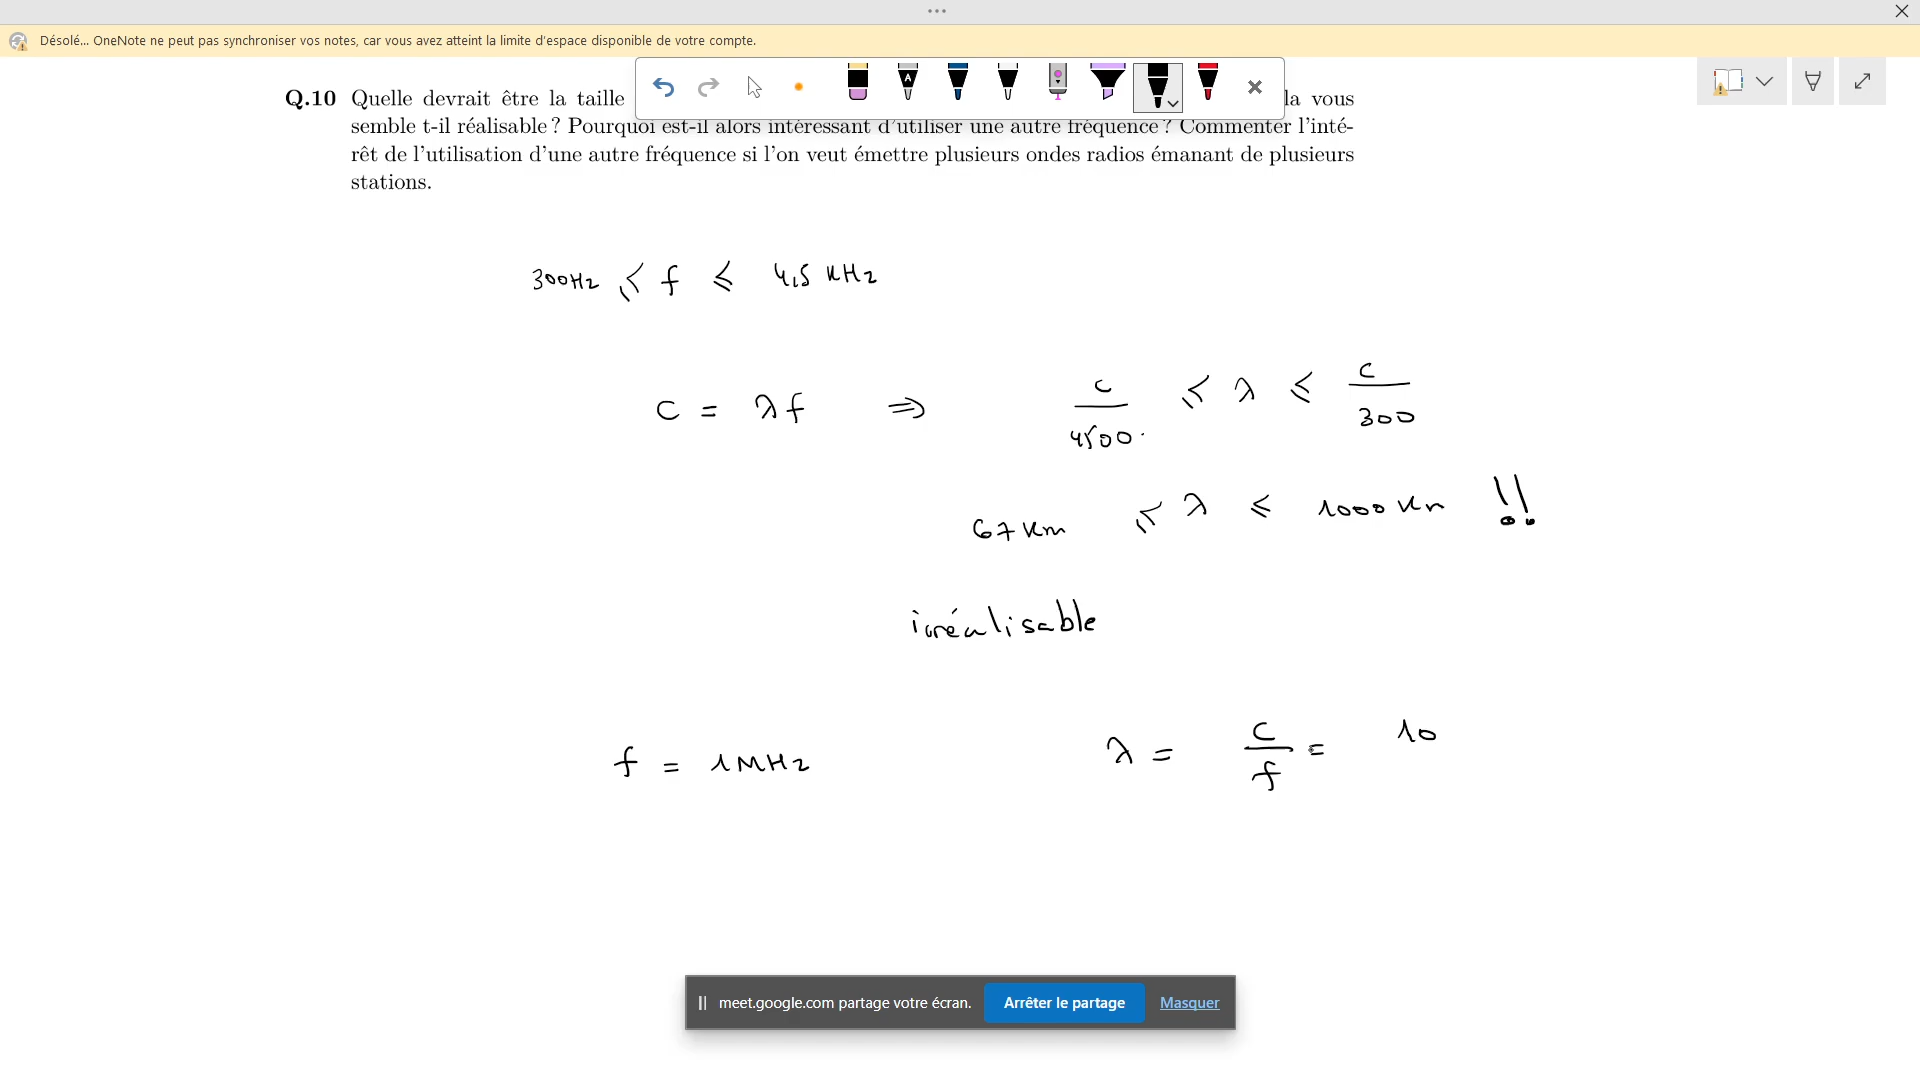 Désolé... OneNote ne peut pas synchroniser vos notes, car vous avez atteint la limite d'espace disponible de votre compte.
Q.10 Quelle devrait être la taille la vous
semble t-il réalisable ? Pourquoi est-il alors intéressant d'utiliser une autre fréquence ? Commenter l'inté-
rêt de l'utilisation d'une autre fréquence si l'on veut émettre plusieurs ondes radios émanant de plusieurs
stations.
300Hz ≤ f ≤ 4,5 KHz
c = λf ⇒ c/4500 ≤ λ ≤ c/300
67 Km ≤ λ ≤ 1000 Km !!
irréalisable
f = 1MHz λ = c/f = 10
meet.google.com partage votre écran. Arrêter le partage Masquer